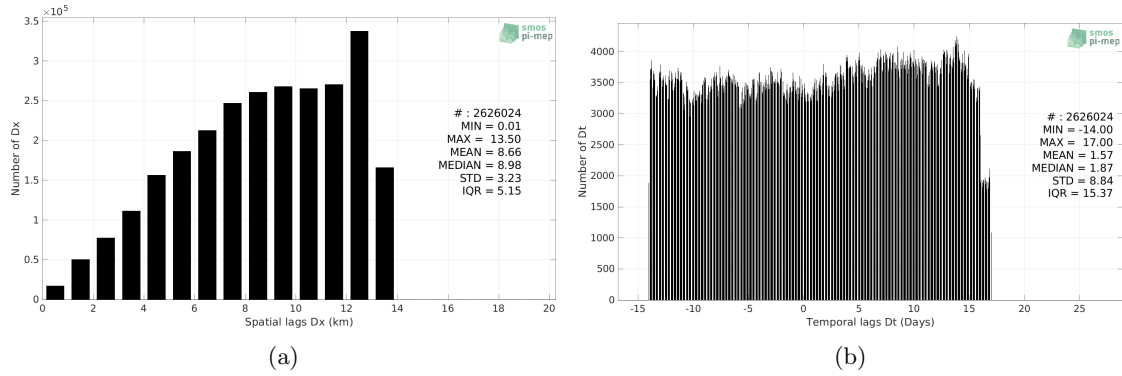 ×10^5
3.5
3
2.5
2
1.5
1
0.5
0
0 2 4 6 8 10 12 14 16 18 20
Number of Dx
Spatial lags Dx (km)
smos
pi-mep
# : 2626024
MIN = 0.01
MAX = 13.50
MEAN = 8.66
MEDIAN = 8.98
STD = 3.23
IQR = 5.15
(a)
4000
3500
3000
2500
2000
1500
1000
500
0
-15 -10 -5 0 5 10 15 20 25
Number of Dt
Temporal lags Dt (Days)
smos
pi-mep
# : 2626024
MIN = -14.00
MAX = 17.00
MEAN = 1.57
MEDIAN = 1.87
STD = 8.84
IQR = 15.37
(b)